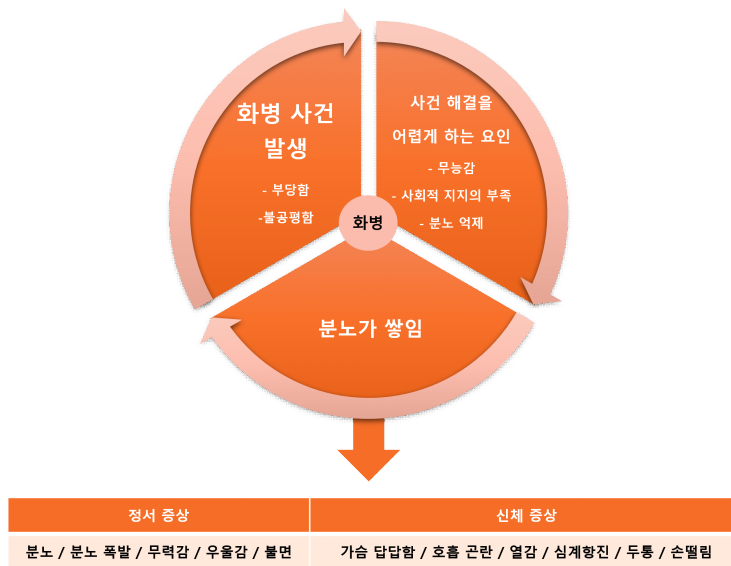 화병 사건
발생
- 부당함
-불공평함
사건 해결을
어렵게 하는 요인
- 무능감
- 사회적 지지의 부족
- 분노 억제
화병
분노가 쌓임
정서 증상
신체 증상
분노 / 분노 폭발 / 무력감 / 우울감 / 불면
가슴 답답함 / 호흡 곤란 / 열감 / 심계항진 / 두통 / 손떨림